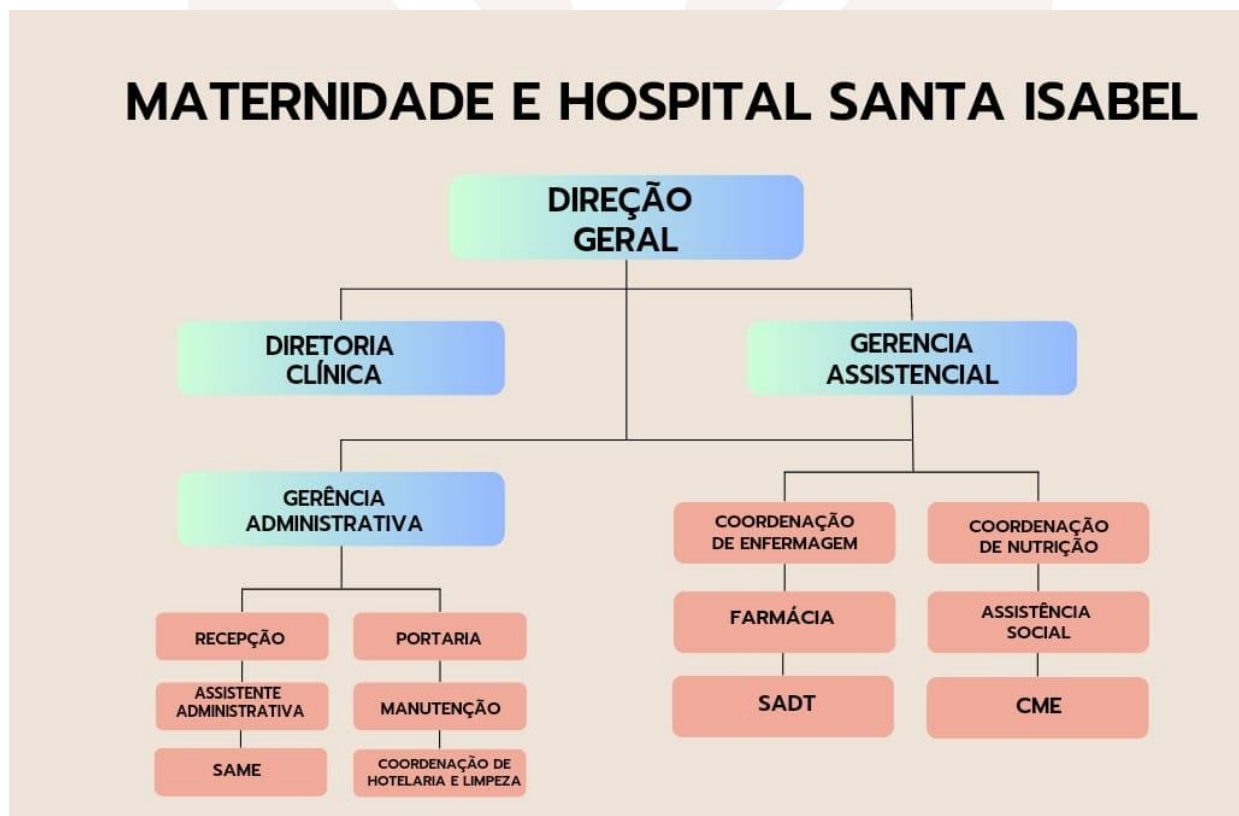 MATERNIDADE E HOSPITAL SANTA ISABEL
DIREÇÃO
GERAL
DIRETORIA
CLÍNICA
GERENCIA
ASSISTENCIAL
GERÊNCIA
ADMINISTRATIVA
RECEPÇÃO
ASSISTENTE
ADMINISTRATIVA
SAME
PORTARIA
MANUTENÇÃO
COORDENAÇÃO DE
HOTELARIA E LIMPEZA
COORDENAÇÃO
DE ENFERMAGEM
FARMÁCIA
SADT
COORDENAÇÃO
DE NUTRIÇÃO
ASSISTÊNCIA
SOCIAL
CME